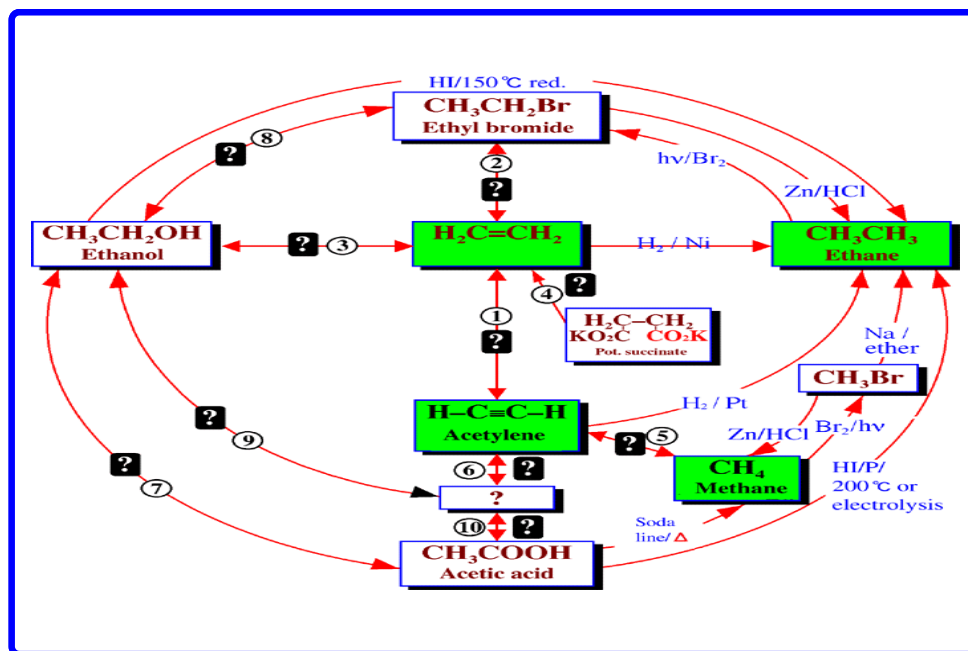 HI/150℃ red.
CH₃CH₂Br
Ethyl bromide
? ⑧
② ?
hν/Br₂
Zn/HCl
CH₃CH₂OH
Ethanol
? ③
H₂C=CH₂
H₂ / Ni
CH₃CH₃
Ethane
④ ?
① ?
H₂C–CH₂
KO₂C CO₂K
Pot. succinate
Na /
ether
CH₃Br
H–C≡C–H
Acetylene
H₂ / Pt
Zn/HCl
Br₂/hν
? ⑤
? ⑨
⑥ ?
CH₄
Methane
HI/P/
200℃ or
electrolysis
?
? ⑦
⑩ ?
Soda
line/Δ
CH₃COOH
Acetic acid